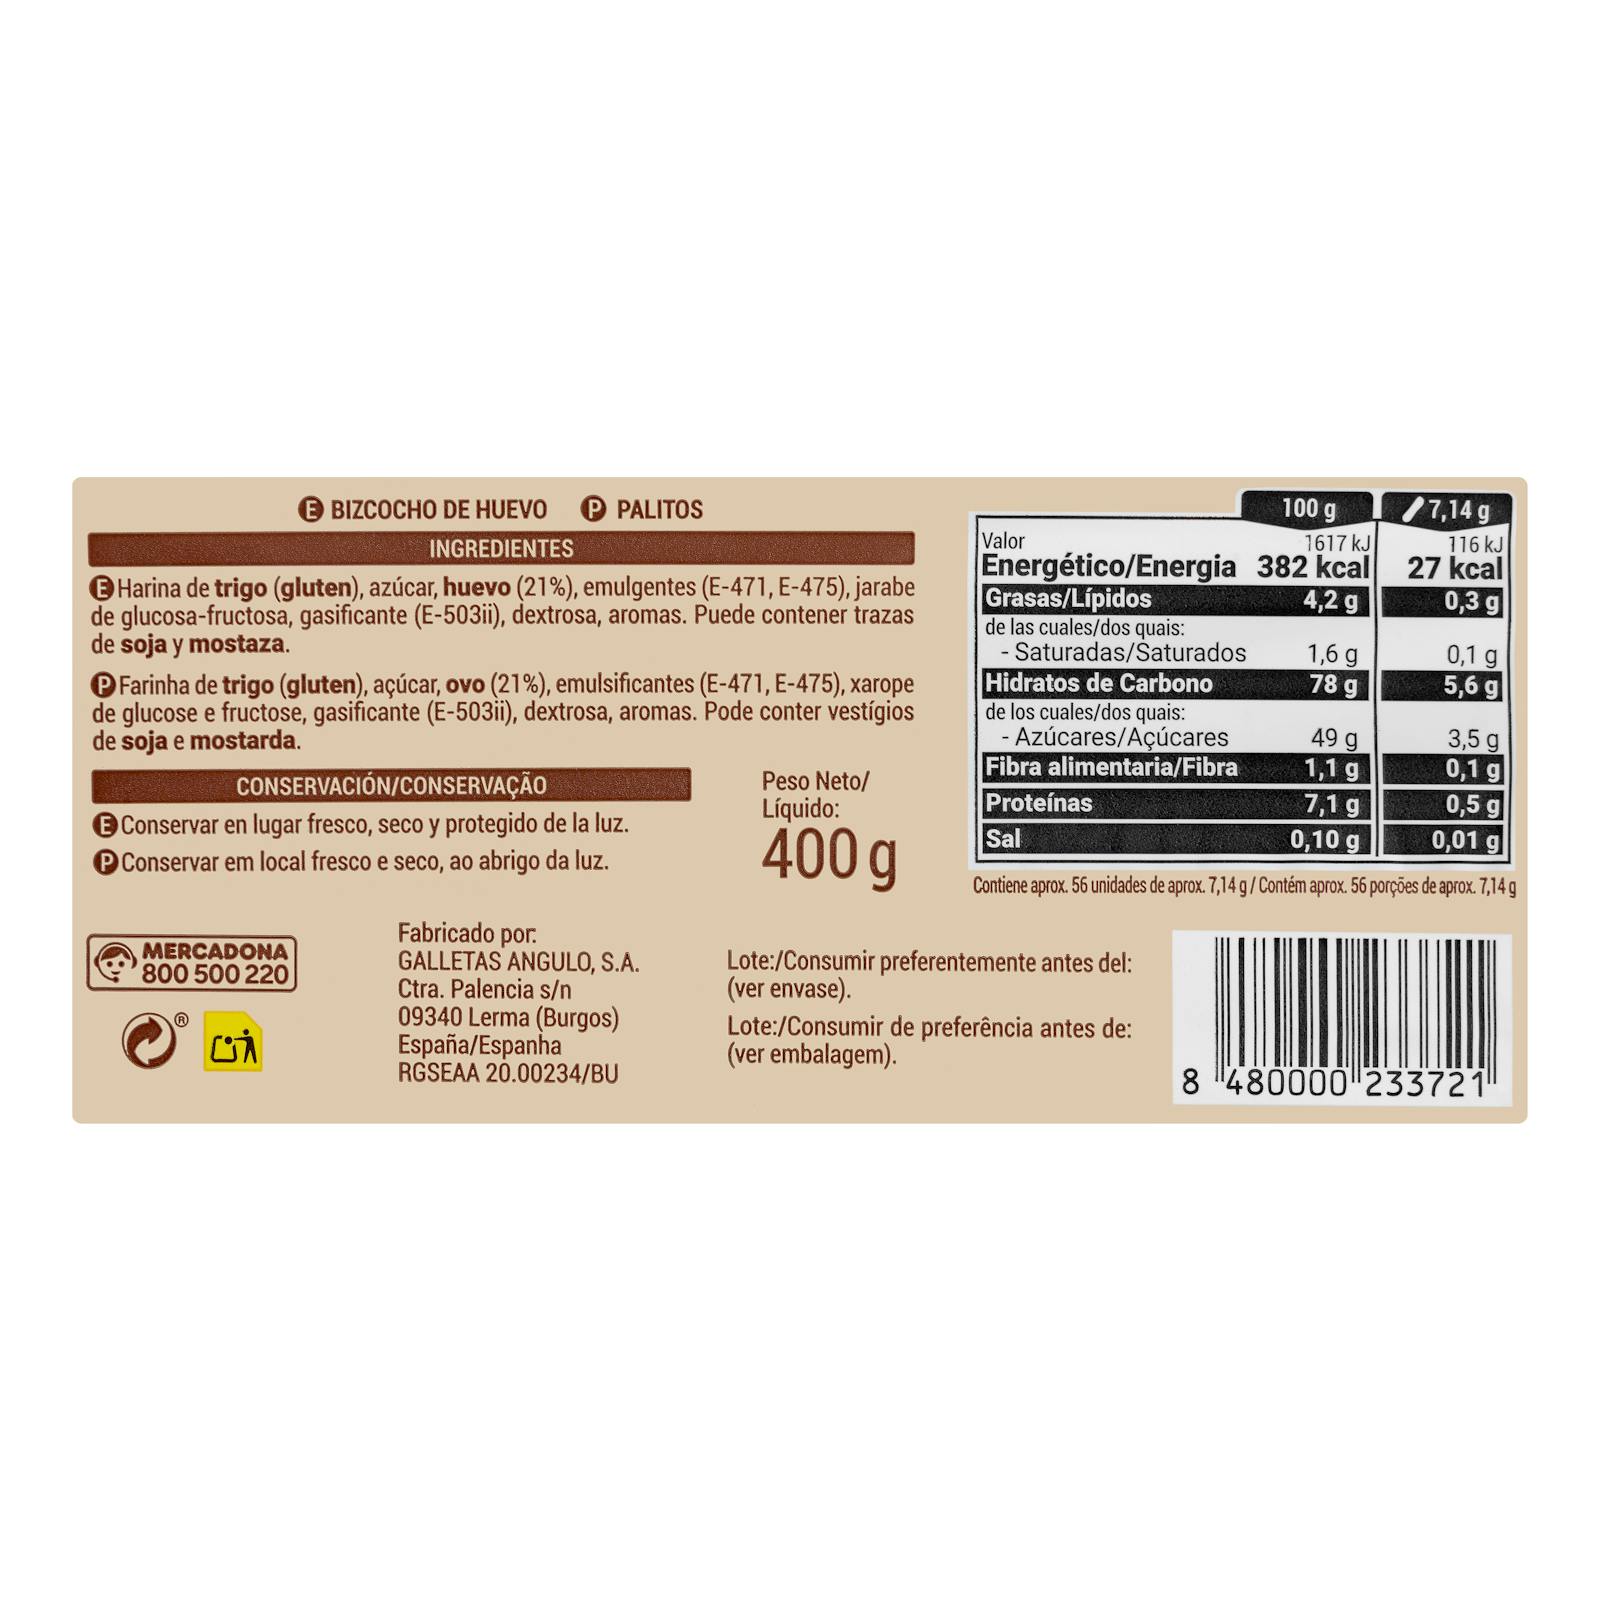 E BIZCOCHO DE HUEVO P PALITOS
INGREDIENTES
E Harina de trigo (gluten), azúcar, huevo (21%), emulgentes (E-471, E-475), jarabe
de glucosa-fructosa, gasificante (E-503ii), dextrosa, aromas. Puede contener trazas
de soja y mostaza.
P Farinha de trigo (gluten), açúcar, ovo (21%), emulsificantes (E-471, E-475), xarope
de glucose e fructose, gasificante (E-503ii), dextrosa, aromas. Pode conter vestígios
de soja e mostarda.
CONSERVACIÓN/CONSERVAÇÃO
E Conservar en lugar fresco, seco y protegido de la luz.
P Conservar em local fresco e seco, ao abrigo da luz.
Peso Neto/
Líquido:
400 g
100 g 7,14 g
Valor 1617 kJ 116 kJ
Energético/Energia 382 kcal 27 kcal
Grasas/Lípidos 4,2 g 0,3 g
de las cuales/dos quais:
- Saturadas/Saturados 1,6 g 0,1 g
Hidratos de Carbono 78 g 5,6 g
de los cuales/dos quais:
- Azúcares/Açúcares 49 g 3,5 g
Fibra alimentaria/Fibra 1,1 g 0,1 g
Proteínas 7,1 g 0,5 g
Sal 0,10 g 0,01 g
Contiene aprox. 56 unidades de aprox. 7,14 g / Contém aprox. 56 porções de aprox. 7,14 g
MERCADONA
800 500 220
®
Fabricado por:
GALLETAS ANGULO, S.A.
Ctra. Palencia s/n
09340 Lerma (Burgos)
España/Espanha
RGSEAA 20.00234/BU
Lote:/Consumir preferentemente antes del:
(ver envase).
Lote:/Consumir de preferência antes de:
(ver embalagem).
8 480000 233721